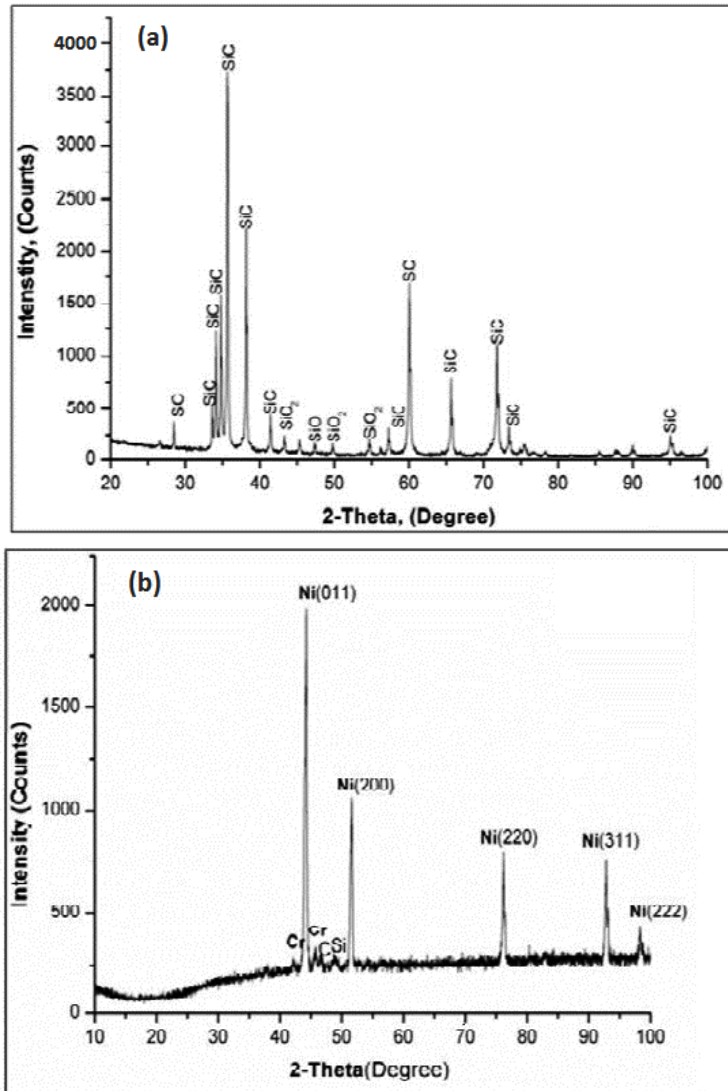 (a)
4000
3500
3000
2500
2000
1500
1000
500
0
Intenstity, (Counts)
SC
SiC
SiC
SiC
SiC
SiC
SiC
SiC₂
SiO
SiO₂
SiO₂
SiC
SC
SiC
SiC
SiC
SiC
20 30 40 50 60 70 80 90 100
2-Theta, (Degree)
(b)
2000
1500
1000
500
0
Intensity (Counts)
Ni(011)
Ni(200)
Ni(220)
Ni(311)
Ni(222)
Cr
Cr
C
Si
10 20 30 40 50 60 70 80 90 100
2-Theta(Degree)